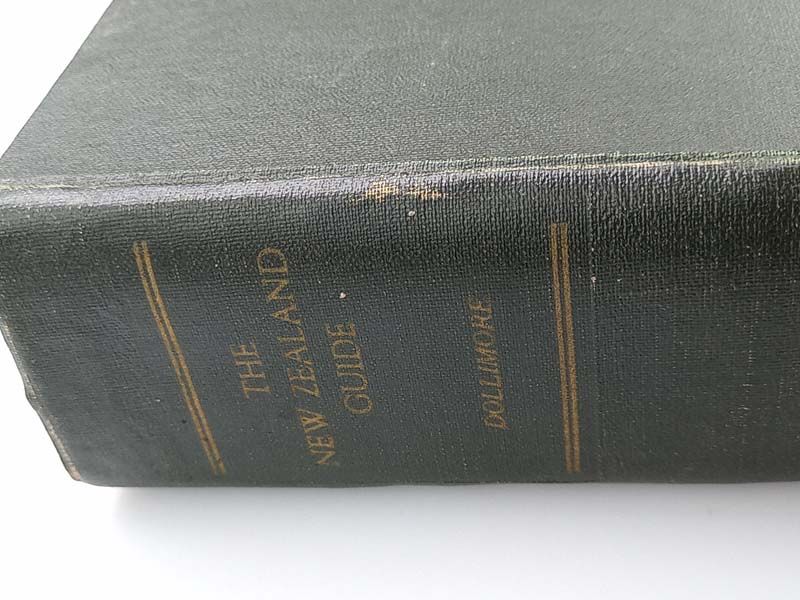 THE
NEW ZEALAND
GUIDE
DOLLIMORE